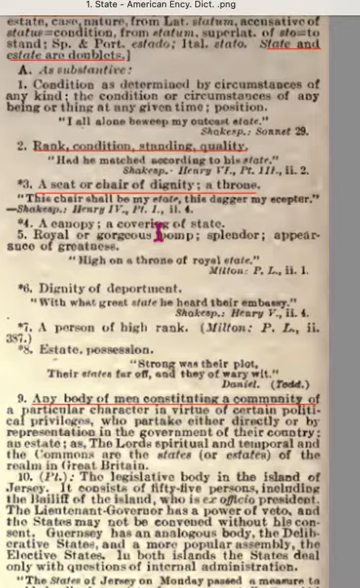 1. State - American Ency. Dict. .png
estate, case, nature, from Lat. statum, accusative of
status=condition, from statum, superlat. of sto=to
stand; Sp. & Port. estado; Ital. stato. State and
estate are doublets.]
A. As substantive:
1. Condition as determined by circumstances of
any kind; the condition or circumstances of any
being or thing at any given time; position.
"I all alone beweep my outcast state."
Shakesp.: Sonnet 29.
2. Rank, condition, standing, quality.
"Had he matched according to his state."
Shakesp.: Henry VI., Pt. III., ii. 2.
*3. A seat or chair of dignity; a throne.
"This chair shall be my state, this dagger my scepter."
—Shakesp.: Henry IV., Pt. I., ii. 4.
*4. A canopy; a covering of state.
5. Royal or gorgeous pomp; splendor; appear-
ance of greatness.
"High on a throne of royal state."
Milton: P. L., ii. 1.
*6. Dignity of deportment.
"With what great state he heard their embassy."
Shakesp.: Henry V., ii. 4.
*7. A person of high rank. (Milton: P. L., ii.
387.)
*8. Estate, possession.
"Strong was their plot,
Their states far off, and they of wary wit."
Daniel. (Todd.)
9. Any body of men constituting a community of
a particular character in virtue of certain politi-
cal privileges, who partake either directly or by
representation in the government of their country;
an estate; as, The Lords spiritual and temporal and
the Commons are the states (or estates) of the
realm in Great Britain.
10. (Pl.): The legislative body in the island of
Jersey. It consists of fifty-five persons, including
the bailiff of the island, who is ex officio president.
The Lieutenant-Governor has a power of veto, and
the States may not be convened without his con-
sent. Guernsey has an analogous body, the Delib-
erative States, and a more popular assembly, the
Elective States. In both islands the States deal
only with questions of internal administration.
"The States of Jersey on Monday passed a measure to